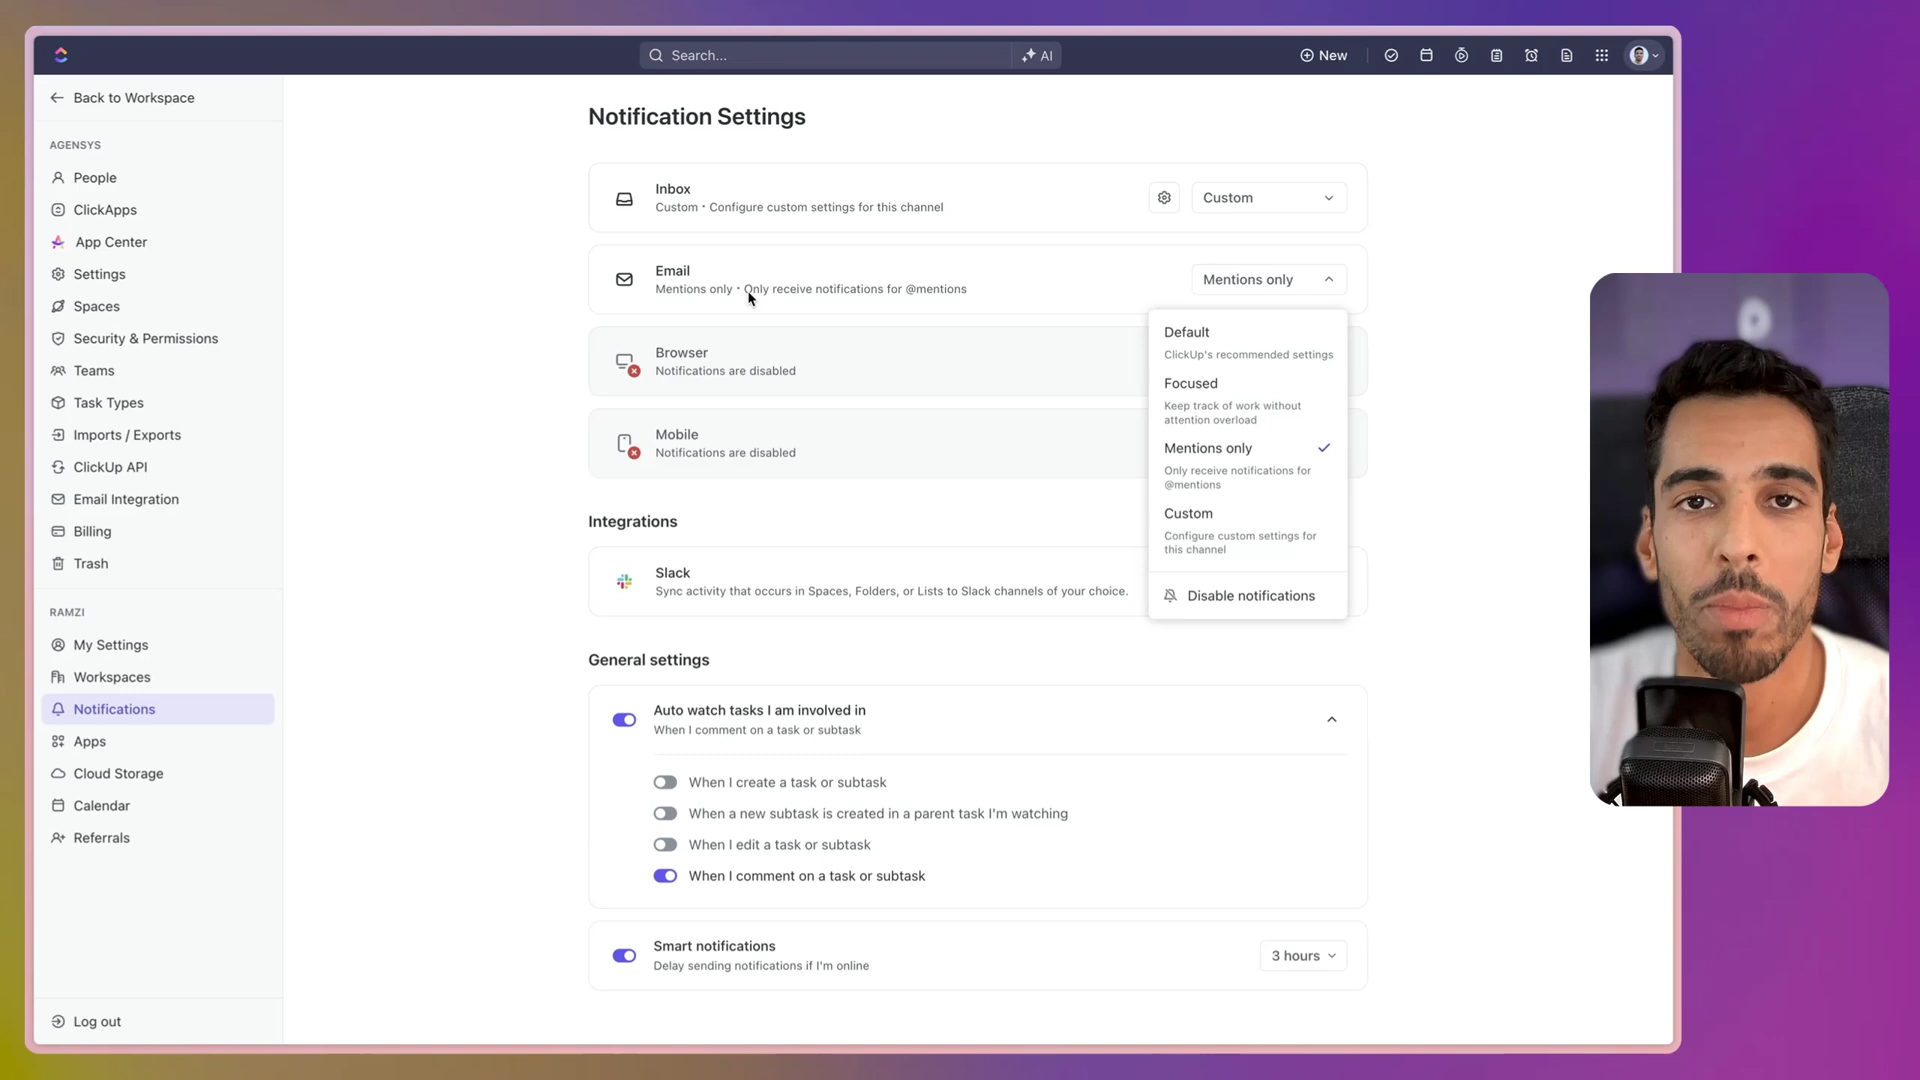 Search...
AI
New
Back to Workspace
AGENSYS
People
ClickApps
App Center
Settings
Spaces
Security & Permissions
Teams
Task Types
Imports / Exports
ClickUp API
Email Integration
Billing
Trash
RAMZI
My Settings
Workspaces
Notifications
Apps
Cloud Storage
Calendar
Referrals
Log out
Notification Settings
Inbox
Custom • Configure custom settings for this channel
Custom
Email
Mentions only • Only receive notifications for @mentions
Mentions only
Browser
Notifications are disabled
Mobile
Notifications are disabled
Default
ClickUp's recommended settings
Focused
Keep track of work without
attention overload
Mentions only
Only receive notifications for
@mentions
Custom
Configure custom settings for
this channel
Disable notifications
Integrations
Slack
Sync activity that occurs in Spaces, Folders, or Lists to Slack channels of your choice.
General settings
Auto watch tasks I am involved in
When I comment on a task or subtask
When I create a task or subtask
When a new subtask is created in a parent task I'm watching
When I edit a task or subtask
When I comment on a task or subtask
Smart notifications
Delay sending notifications if I'm online
3 hours